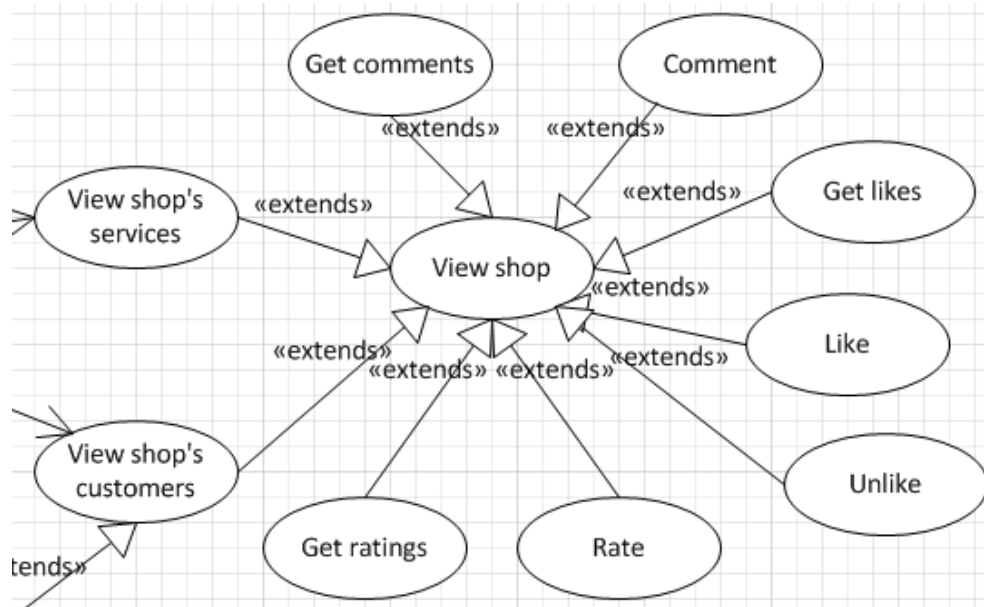 Get comments
Comment
«extends»
«extends»
View shop's
services
«extends»
«extends»
Get likes
View shop
«extends»
«extends»
«extends»
«extends»
«extends»
Like
View shop's
customers
Unlike
Get ratings
Rate
tends»